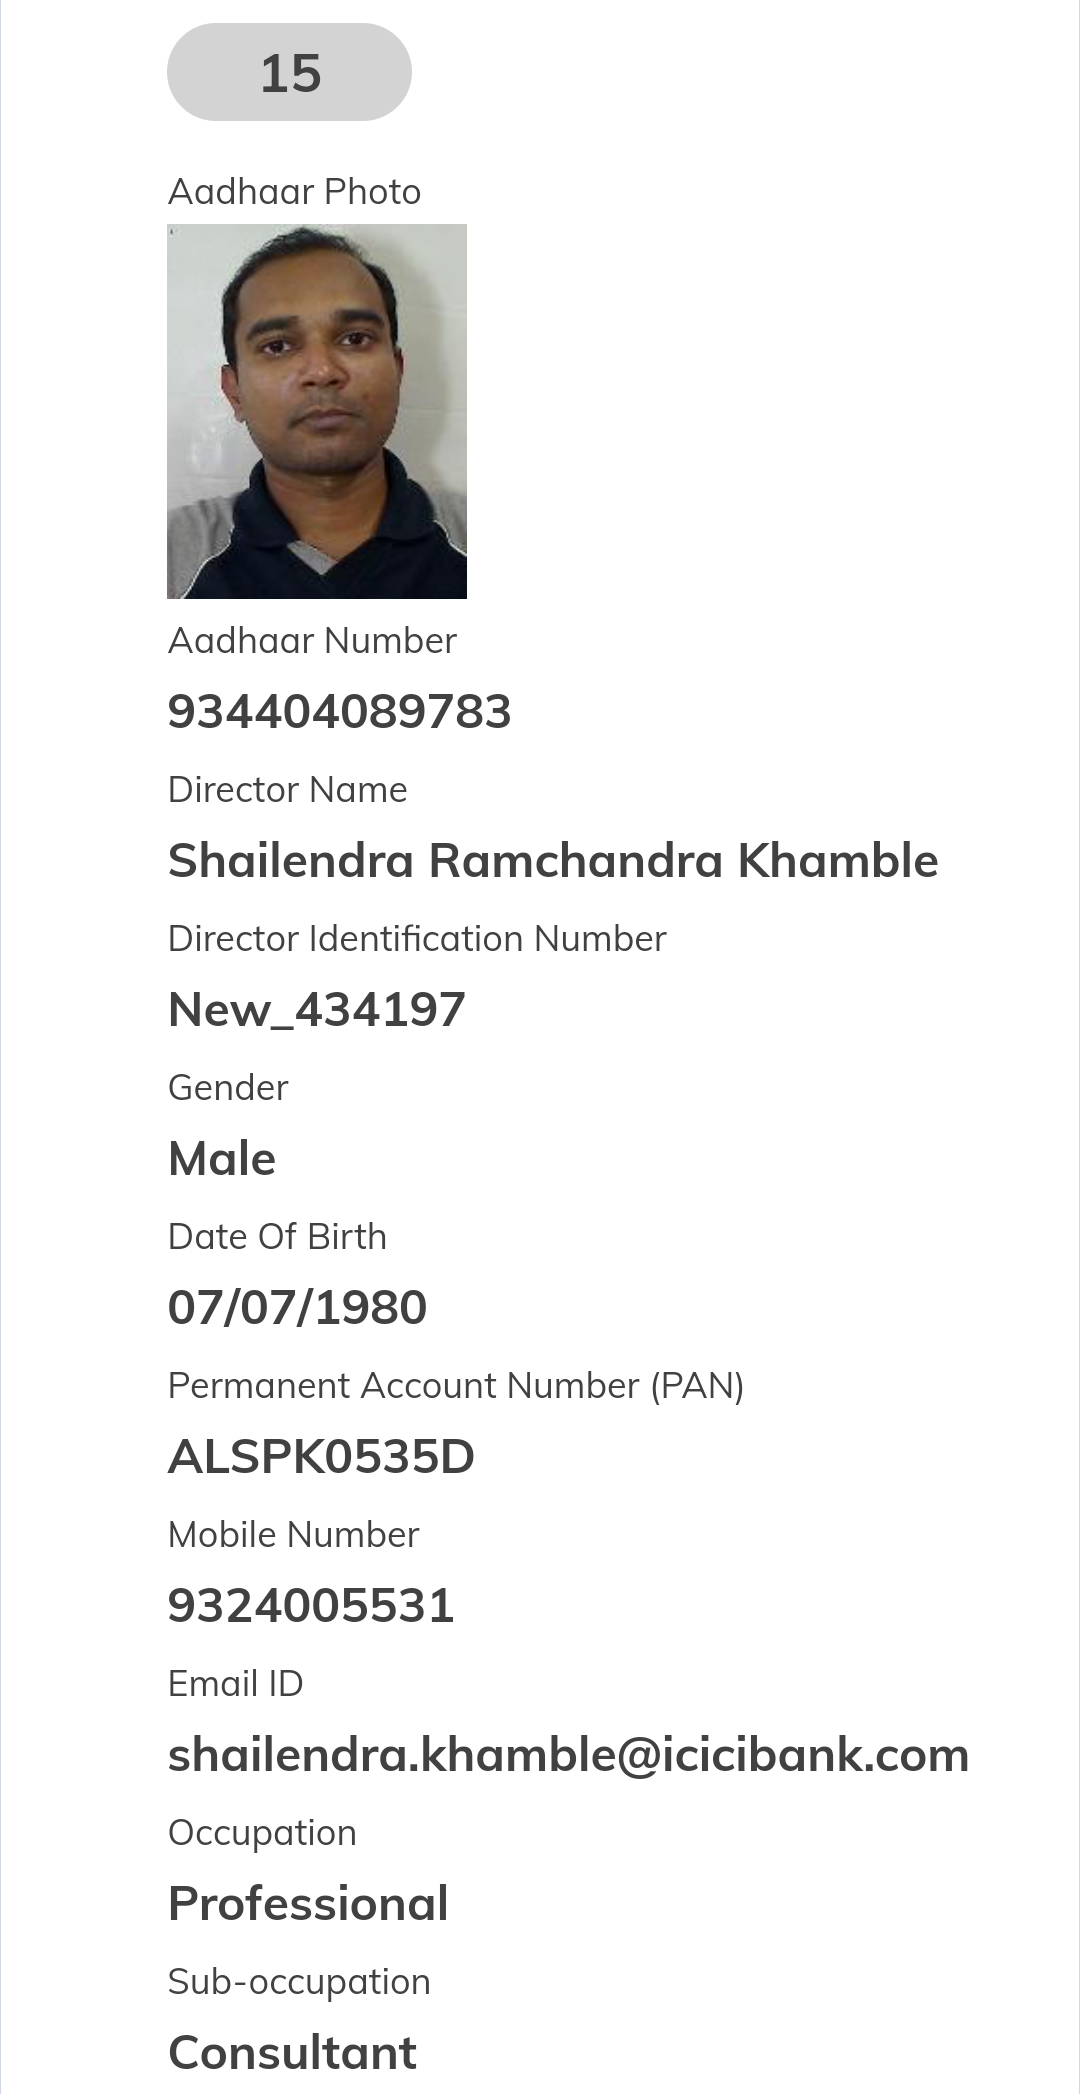 15
Aadhaar Photo
Aadhaar Number
934404089783
Director Name
Shailendra Ramchandra Khamble
Director Identification Number
New_434197
Gender
Male
Date Of Birth
07/07/1980
Permanent Account Number (PAN)
ALSPK0535D
Mobile Number
9324005531
Email ID
shailendra.khamble@icicibank.com
Occupation
Professional
Sub-occupation
Consultant